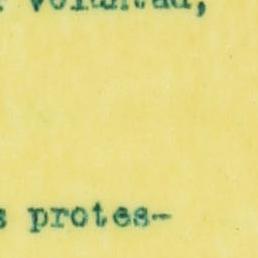 voluntad,
s protes-